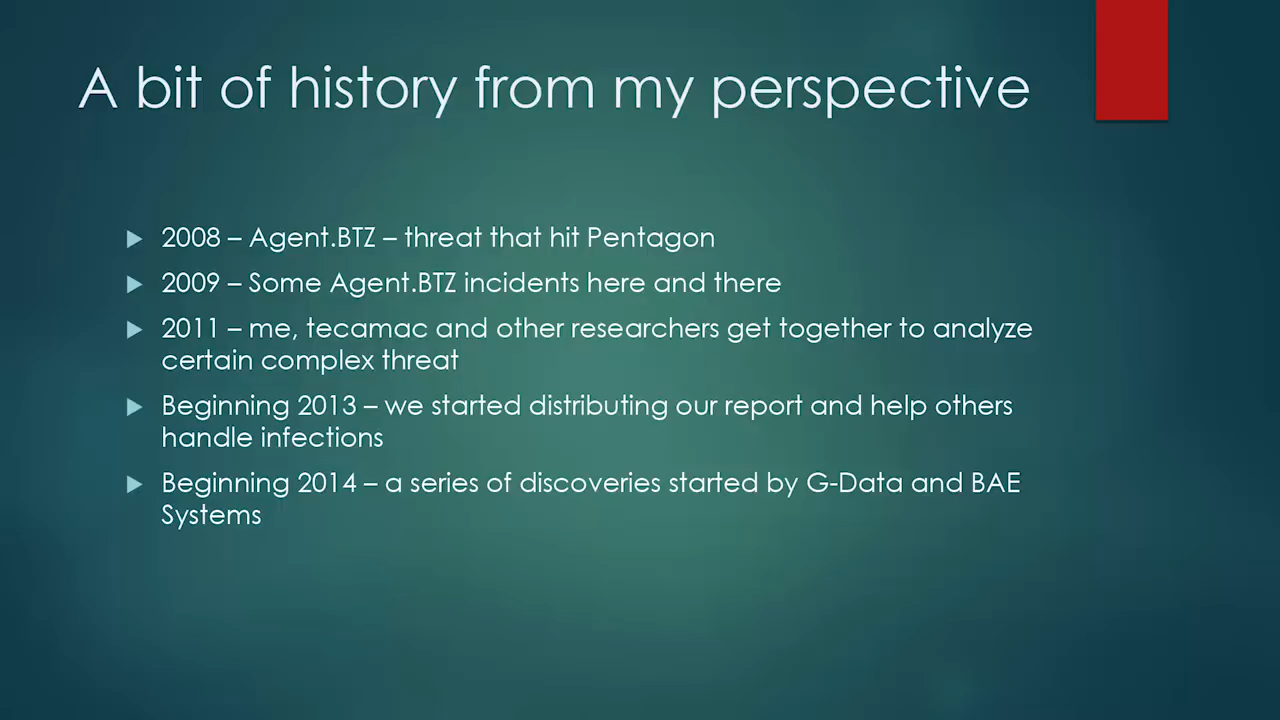 A bit of history from my perspective
2008 – Agent.BTZ – threat that hit Pentagon
2009 – Some Agent.BTZ incidents here and there
2011 – me, tecamac and other researchers get together to analyze
certain complex threat
Beginning 2013 – we started distributing our report and help others
handle infections
Beginning 2014 – a series of discoveries started by G-Data and BAE
Systems